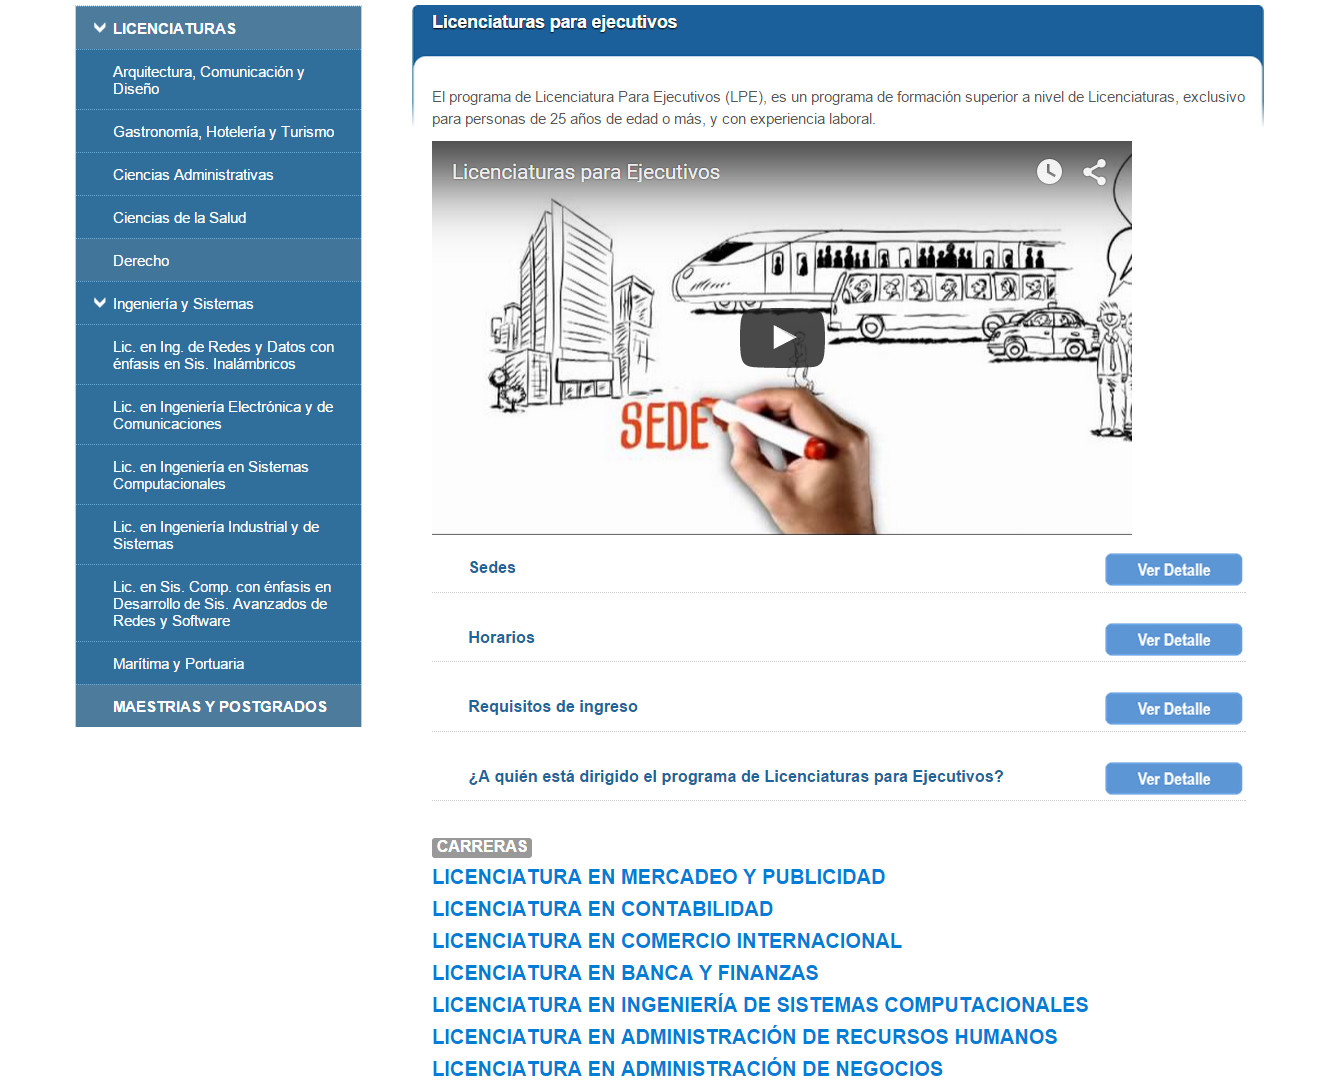 LICENCIATURAS
Arquitectura, Comunicación y
Diseño
Gastronomía, Hotelería y Turismo
Ciencias Administrativas
Ciencias de la Salud
Derecho
Ingeniería y Sistemas
Lic. en Ing. de Redes y Datos con
énfasis en Sis. Inalámbricos
Lic. en Ingeniería Electrónica y de
Comunicaciones
Lic. en Ingeniería en Sistemas
Computacionales
Lic. en Ingeniería Industrial y de
Sistemas
Lic. en Sis. Comp. con énfasis en
Desarrollo de Sis. Avanzados de
Redes y Software
Marítima y Portuaria
MAESTRIAS Y POSTGRADOS
Licenciaturas para ejecutivos
El programa de Licenciatura Para Ejecutivos (LPE), es un programa de formación superior a nivel de Licenciaturas, exclusivo
para personas de 25 años de edad o más, y con experiencia laboral.
Licenciaturas para Ejecutivos
SEDE
Sedes Ver Detalle
Horarios Ver Detalle
Requisitos de ingreso Ver Detalle
¿A quién está dirigido el programa de Licenciaturas para Ejecutivos? Ver Detalle
CARRERAS
LICENCIATURA EN MERCADEO Y PUBLICIDAD
LICENCIATURA EN CONTABILIDAD
LICENCIATURA EN COMERCIO INTERNACIONAL
LICENCIATURA EN BANCA Y FINANZAS
LICENCIATURA EN INGENIERÍA DE SISTEMAS COMPUTACIONALES
LICENCIATURA EN ADMINISTRACIÓN DE RECURSOS HUMANOS
LICENCIATURA EN ADMINISTRACIÓN DE NEGOCIOS